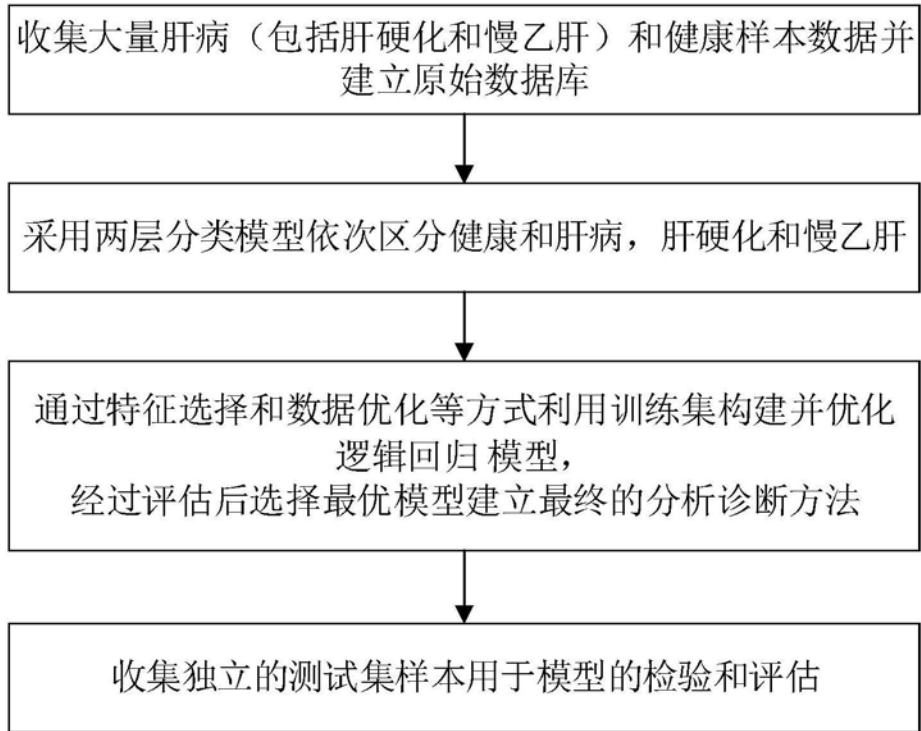 收集大量肝病（包括肝硬化和慢乙肝）和健康样本数据并
建立原始数据库
采用两层分类模型依次区分健康和肝病，肝硬化和慢乙肝
通过特征选择和数据优化等方式利用训练集构建并优化
逻辑回归 模型，
经过评估后选择最优模型建立最终的分析诊断方法
收集独立的测试集样本用于模型的检验和评估